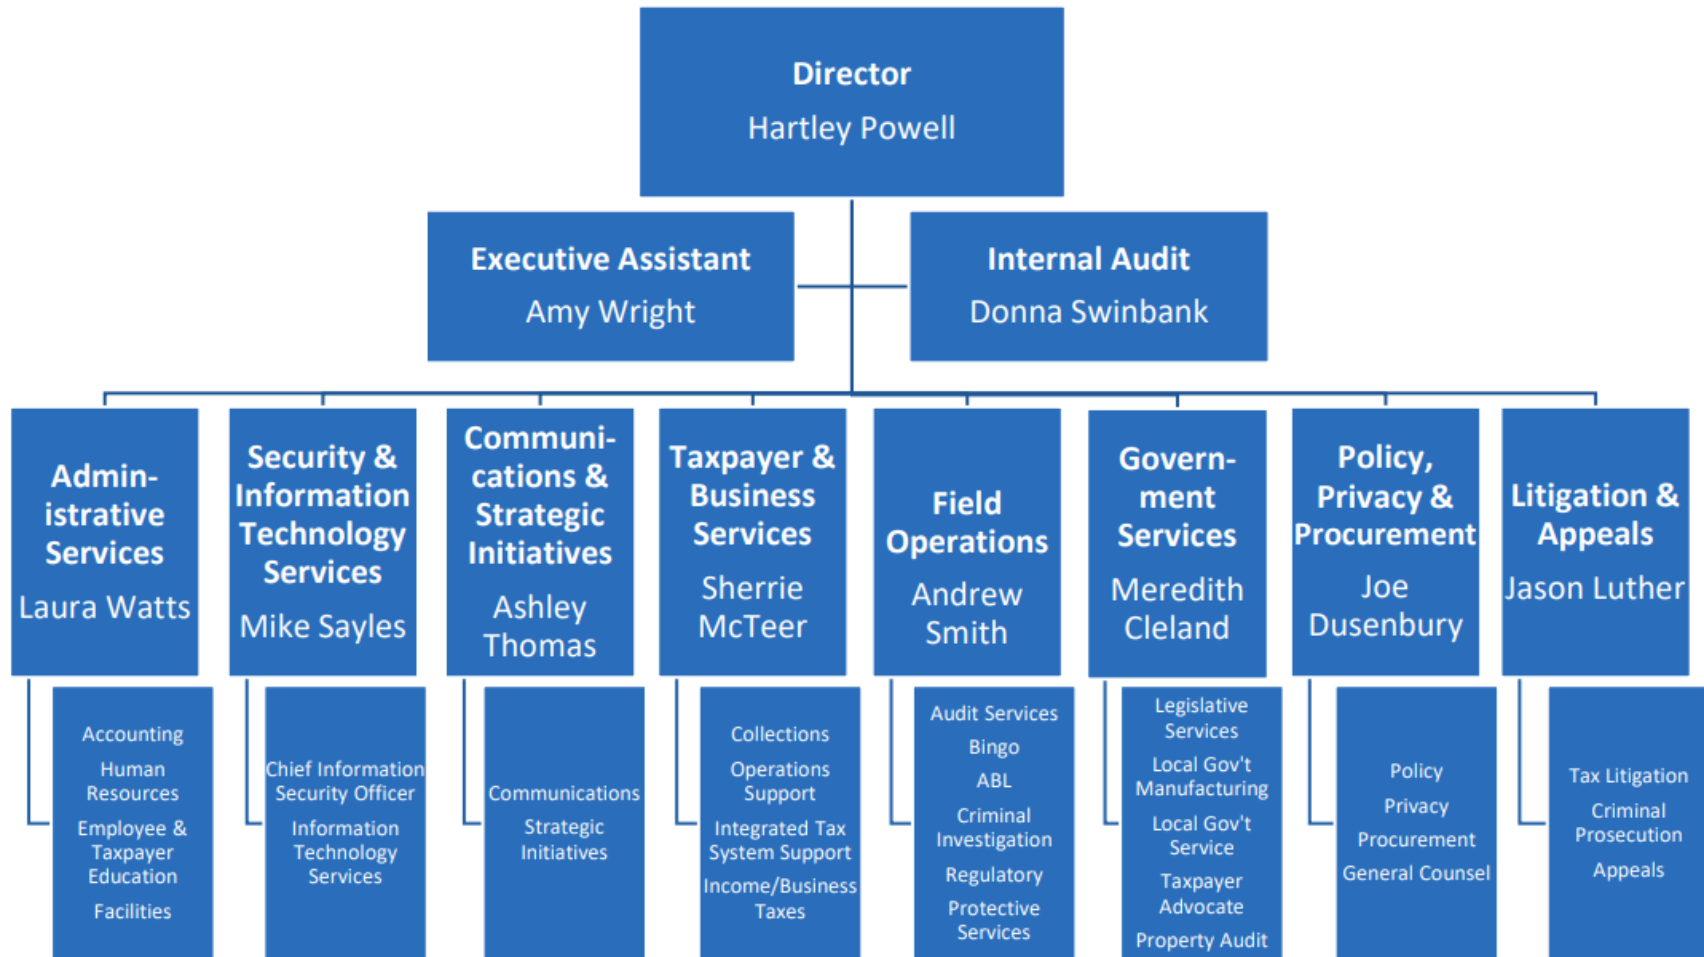 Director
Hartley Powell
Executive Assistant
Amy Wright
Internal Audit
Donna Swinbank
Admin-
istrative
Services
Laura Watts
Security &
Information
Technology
Services
Mike Sayles
Communi-
cations &
Strategic
Initiatives
Ashley
Thomas
Taxpayer &
Business
Services
Sherrie
McTeer
Field
Operations
Andrew
Smith
Govern-
ment
Services
Meredith
Cleland
Policy,
Privacy &
Procurement
Joe
Dusenbury
Litigation &
Appeals
Jason Luther
Accounting
Human
Resources
Employee &
Taxpayer
Education
Facilities
Chief Information
Security Officer
Information
Technology
Services
Communications
Strategic
Initiatives
Collections
Operations
Support
Integrated Tax
System Support
Income/Business
Taxes
Audit Services
Bingo
ABL
Criminal
Investigation
Regulatory
Protective
Services
Legislative
Services
Local Gov't
Manufacturing
Local Gov't
Service
Taxpayer
Advocate
Property Audit
Policy
Privacy
Procurement
General Counsel
Tax Litigation
Criminal
Prosecution
Appeals